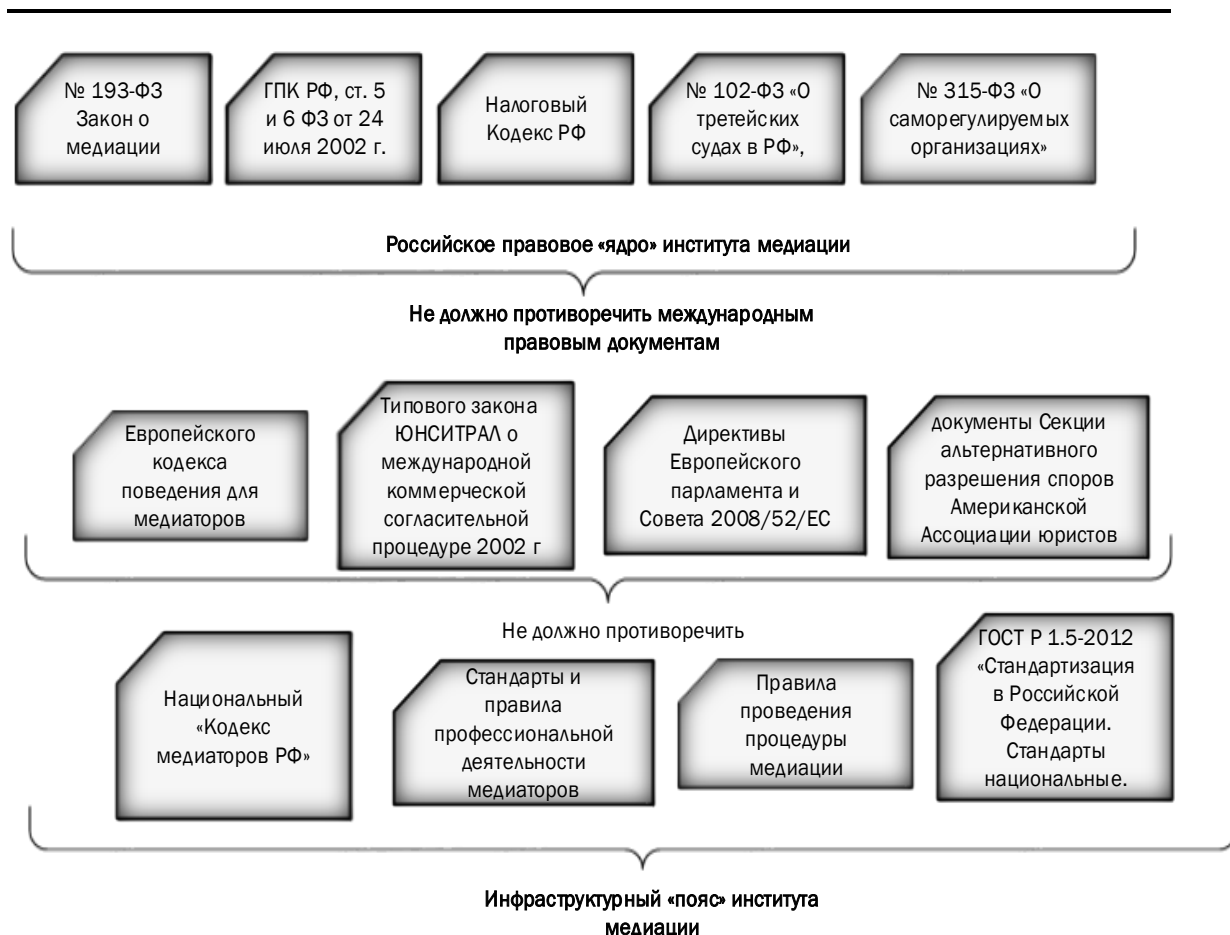 № 193-ФЗ
Закон о
медиации
ГПК РФ, ст. 5
и 6 ФЗ от 24
июля 2002 г.
Налоговый
Кодекс РФ
№ 102-ФЗ «О
третейских
судах в РФ»,
№ 315-ФЗ «О
саморегулируемых
организациях»
Российское правовое «ядро» института медиации
Не должно противоречить международным
правовым документам
Европейского
кодекса
поведения для
медиаторов
Типового закона
ЮНСИТРАЛ о
международной
коммерческой
согласительной
процедуре 2002 г
Директивы
Европейского
парламента и
Совета 2008/52/ЕС
документы Секции
альтернативного
разрешения споров
Американской
Ассоциации юристов
Не должно противоречить
Национальный
«Кодекс
медиаторов РФ»
Стандарты и
правила
профессиональной
деятельности
медиаторов
Правила
проведения
процедуры
медиации
ГОСТ Р 1.5-2012
«Стандартизация
в Российской
Федерации.
Стандарты
национальные.
Инфраструктурный «пояс» института
медиации